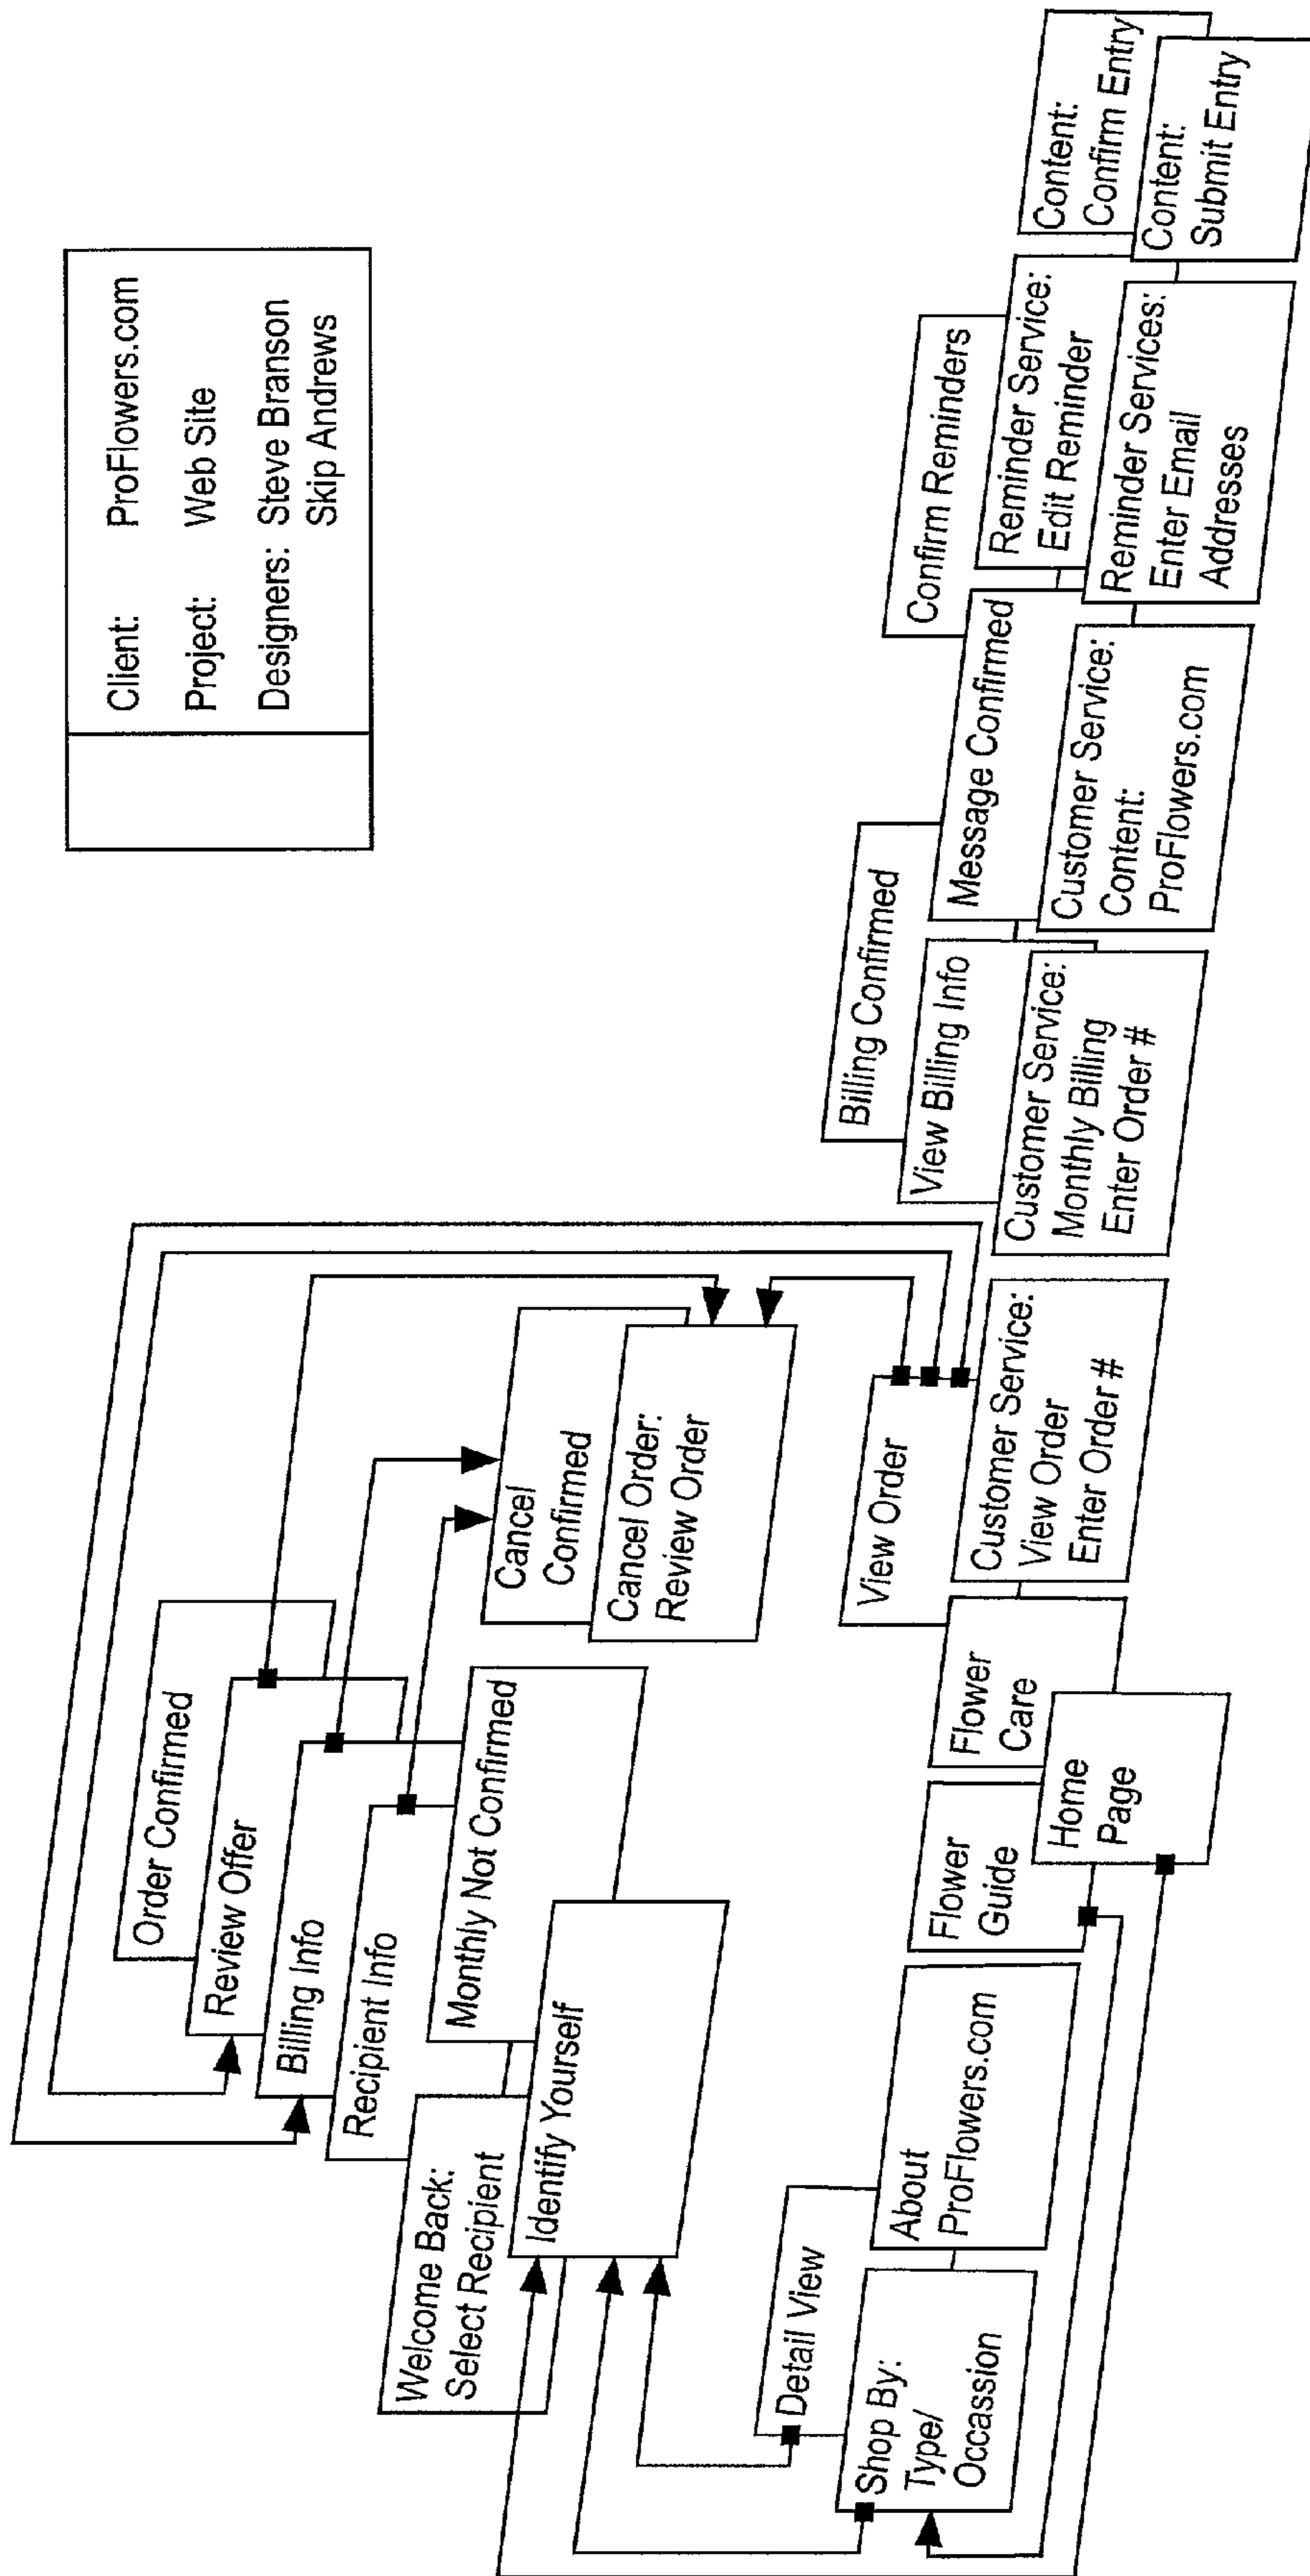 Client: ProFlowers.com
Project: Web Site
Designers: Steve Branson
Skip Andrews
Order Confirmed
Review Offer
Billing Info
Recipient Info
Monthly Not Confirmed
Welcome Back:
Select Recipient
Identify Yourself
Cancel
Confirmed
Cancel Order:
Review Order
Detail View
Shop By:
Type/
Occassion
About
ProFlowers.com
Flower
Guide
Flower
Care
Home
Page
View Order
Customer Service:
View Order
Enter Order #
Billing Confirmed
View Billing Info
Customer Service:
Monthly Billing
Enter Order #
Message Confirmed
Customer Service:
Content:
ProFlowers.com
Confirm Reminders
Reminder Service:
Edit Reminder
Reminder Services:
Enter Email
Addresses
Content:
Confirm Entry
Content:
Submit Entry